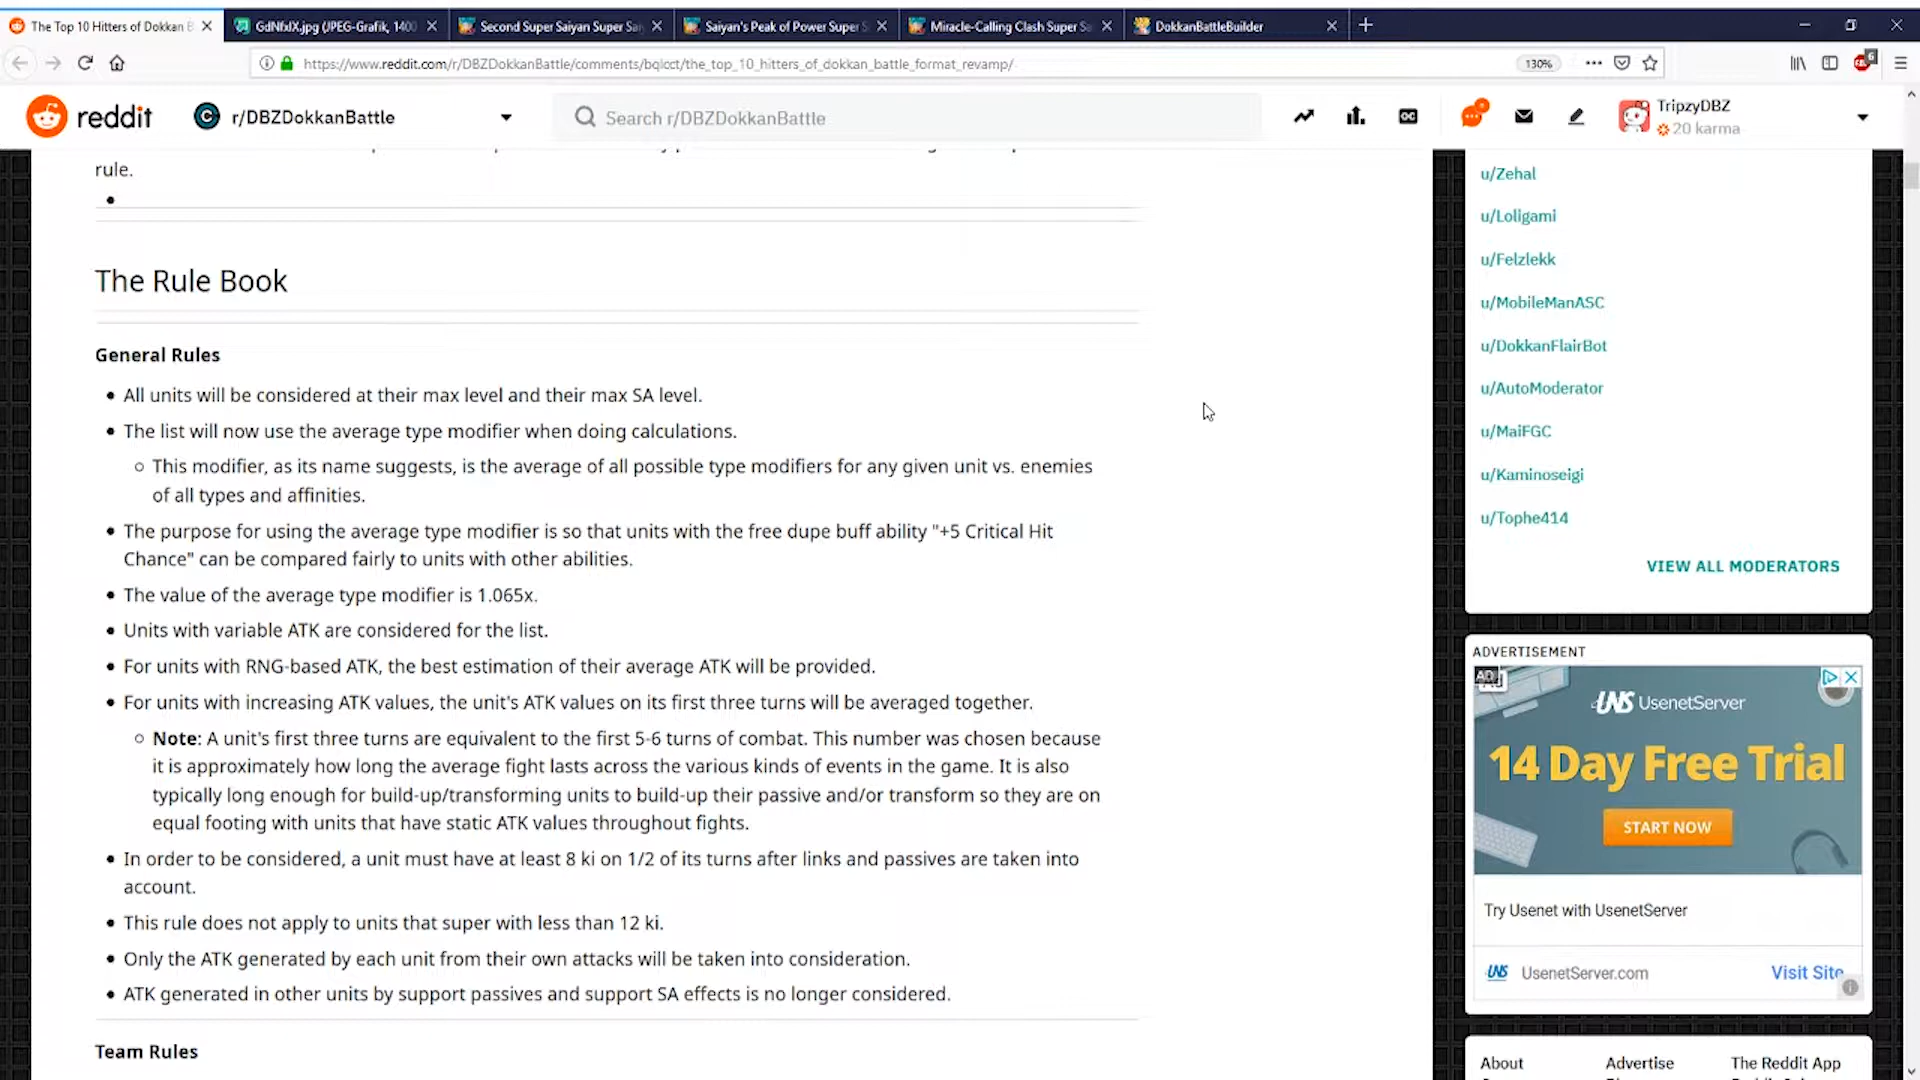 The Top 10 Hitters of Dokkan B
GdNfxIX.jpg (JPEG-Grafik, 1400
Second Super Saiyan Super Sai
Saiyan's Peak of Power Super S
Miracle-Calling Clash Super Sa
DokkanBattleBuilder
https://www.reddit.com/r/DBZDokkanBattle/comments/bqicct/the_top_10_hitters_of_dokkan_battle_format_revamp/
130%
6
reddit
r/DBZDokkanBattle
Search r/DBZDokkanBattle
OC
TripzyDBZ
20 karma
rule.
The Rule Book
General Rules
All units will be considered at their max level and their max SA level.
The list will now use the average type modifier when doing calculations.
This modifier, as its name suggests, is the average of all possible type modifiers for any given unit vs. enemies
of all types and affinities.
The purpose for using the average type modifier is so that units with the free dupe buff ability "+5 Critical Hit
Chance" can be compared fairly to units with other abilities.
The value of the average type modifier is 1.065x.
Units with variable ATK are considered for the list.
For units with RNG-based ATK, the best estimation of their average ATK will be provided.
For units with increasing ATK values, the unit's ATK values on its first three turns will be averaged together.
Note: A unit's first three turns are equivalent to the first 5-6 turns of combat. This number was chosen because
it is approximately how long the average fight lasts across the various kinds of events in the game. It is also
typically long enough for build-up/transforming units to build-up their passive and/or transform so they are on
equal footing with units that have static ATK values throughout fights.
In order to be considered, a unit must have at least 8 ki on 1/2 of its turns after links and passives are taken into
account.
This rule does not apply to units that super with less than 12 ki.
Only the ATK generated by each unit from their own attacks will be taken into consideration.
ATK generated in other units by support passives and support SA effects is no longer considered.
Team Rules
u/Zehal
u/Loligami
u/Felzlekk
u/MobileManASC
u/DokkanFlairBot
u/AutoModerator
u/MaiFGC
u/Kaminoseigi
u/Tophe414
VIEW ALL MODERATORS
ADVERTISEMENT
UNS UsenetServer
14 Day Free Trial
START NOW
Try Usenet with UsenetServer
UNS UsenetServer.com
Visit Site
About
Advertise
The Reddit App